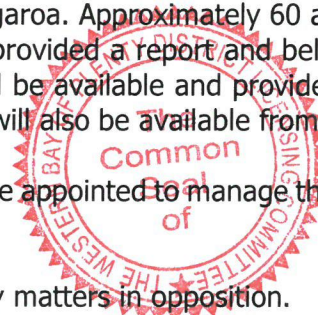 garoa. Approximately 60 a
provided a report and bel
be available and provide
will also be available from
The
Common
Seal
of
THE WESTERN BAY OF PLENTY DISTRICT LICENSING COMMITTEE
e appointed to manage th
y matters in opposition.